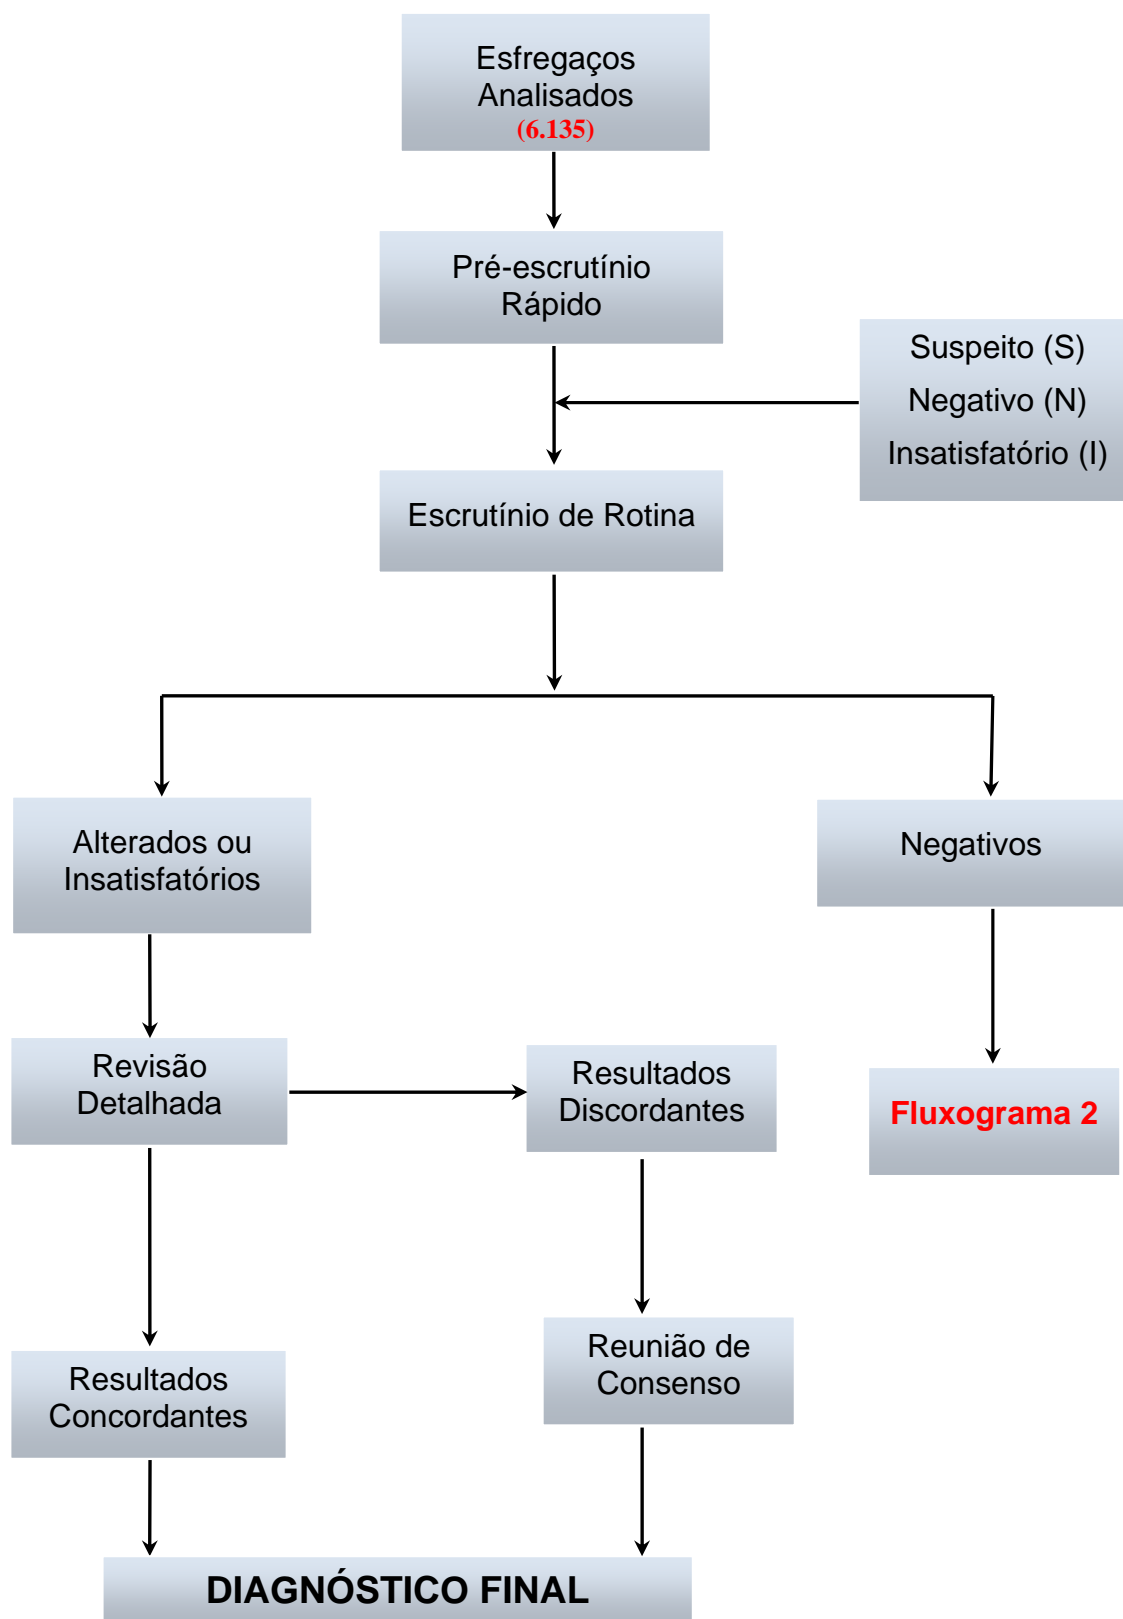 Esfregaços
Analisados
(6.135)
Pré-escrutínio
Rápido
Suspeito (S)
Negativo (N)
Insatisfatório (I)
Escrutínio de Rotina
Alterados ou
Insatisfatórios
Negativos
Revisão
Detalhada
Resultados
Discordantes
Fluxograma 2
Resultados
Concordantes
Reunião de
Consenso
DIAGNÓSTICO FINAL